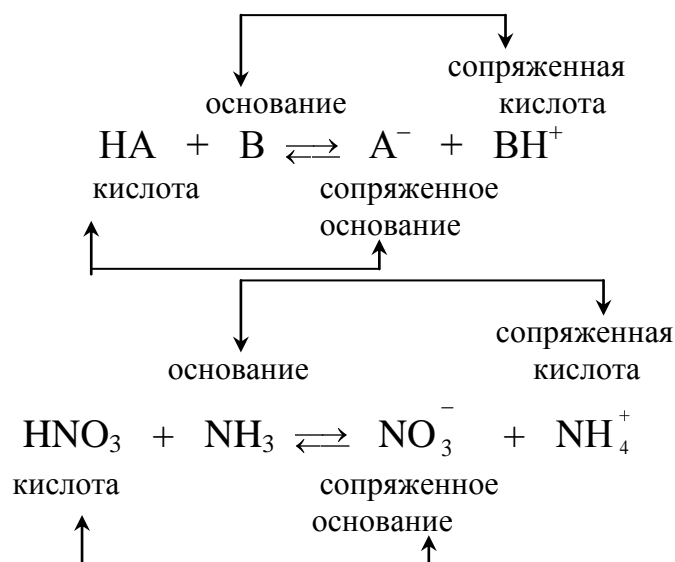 сопряженная
основание кислота
HA + B ⇌ A⁻ + BH⁺
кислота сопряженное
основание
сопряженная
основание кислота
HNO₃ + NH₃ ⇌ NO₃⁻ + NH₄⁺
кислота сопряженное
основание